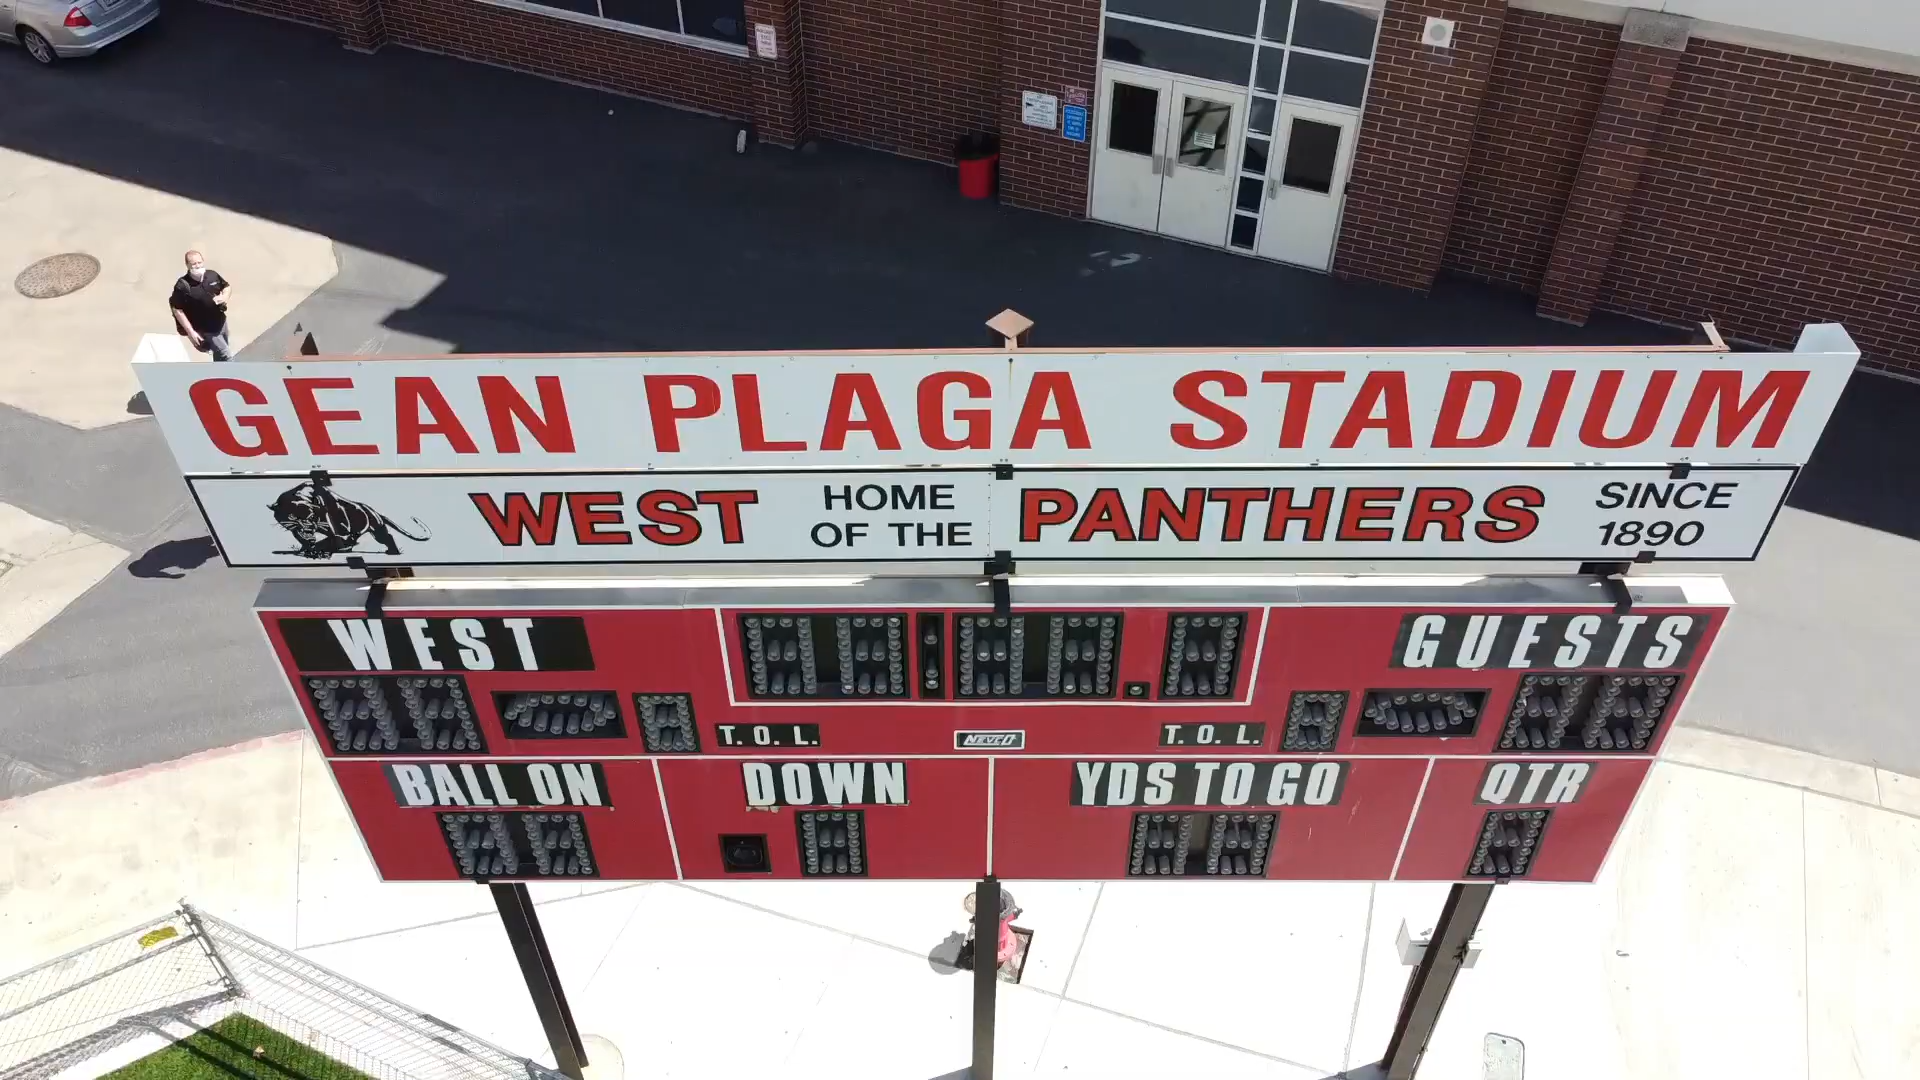 GEAN PLAGA STADIUM
WEST HOME OF THE PANTHERS SINCE 1890
WEST
GUESTS
T. O. L.
NEVCO
T. O. L.
BALL ON
DOWN
YDS TO GO
QTR